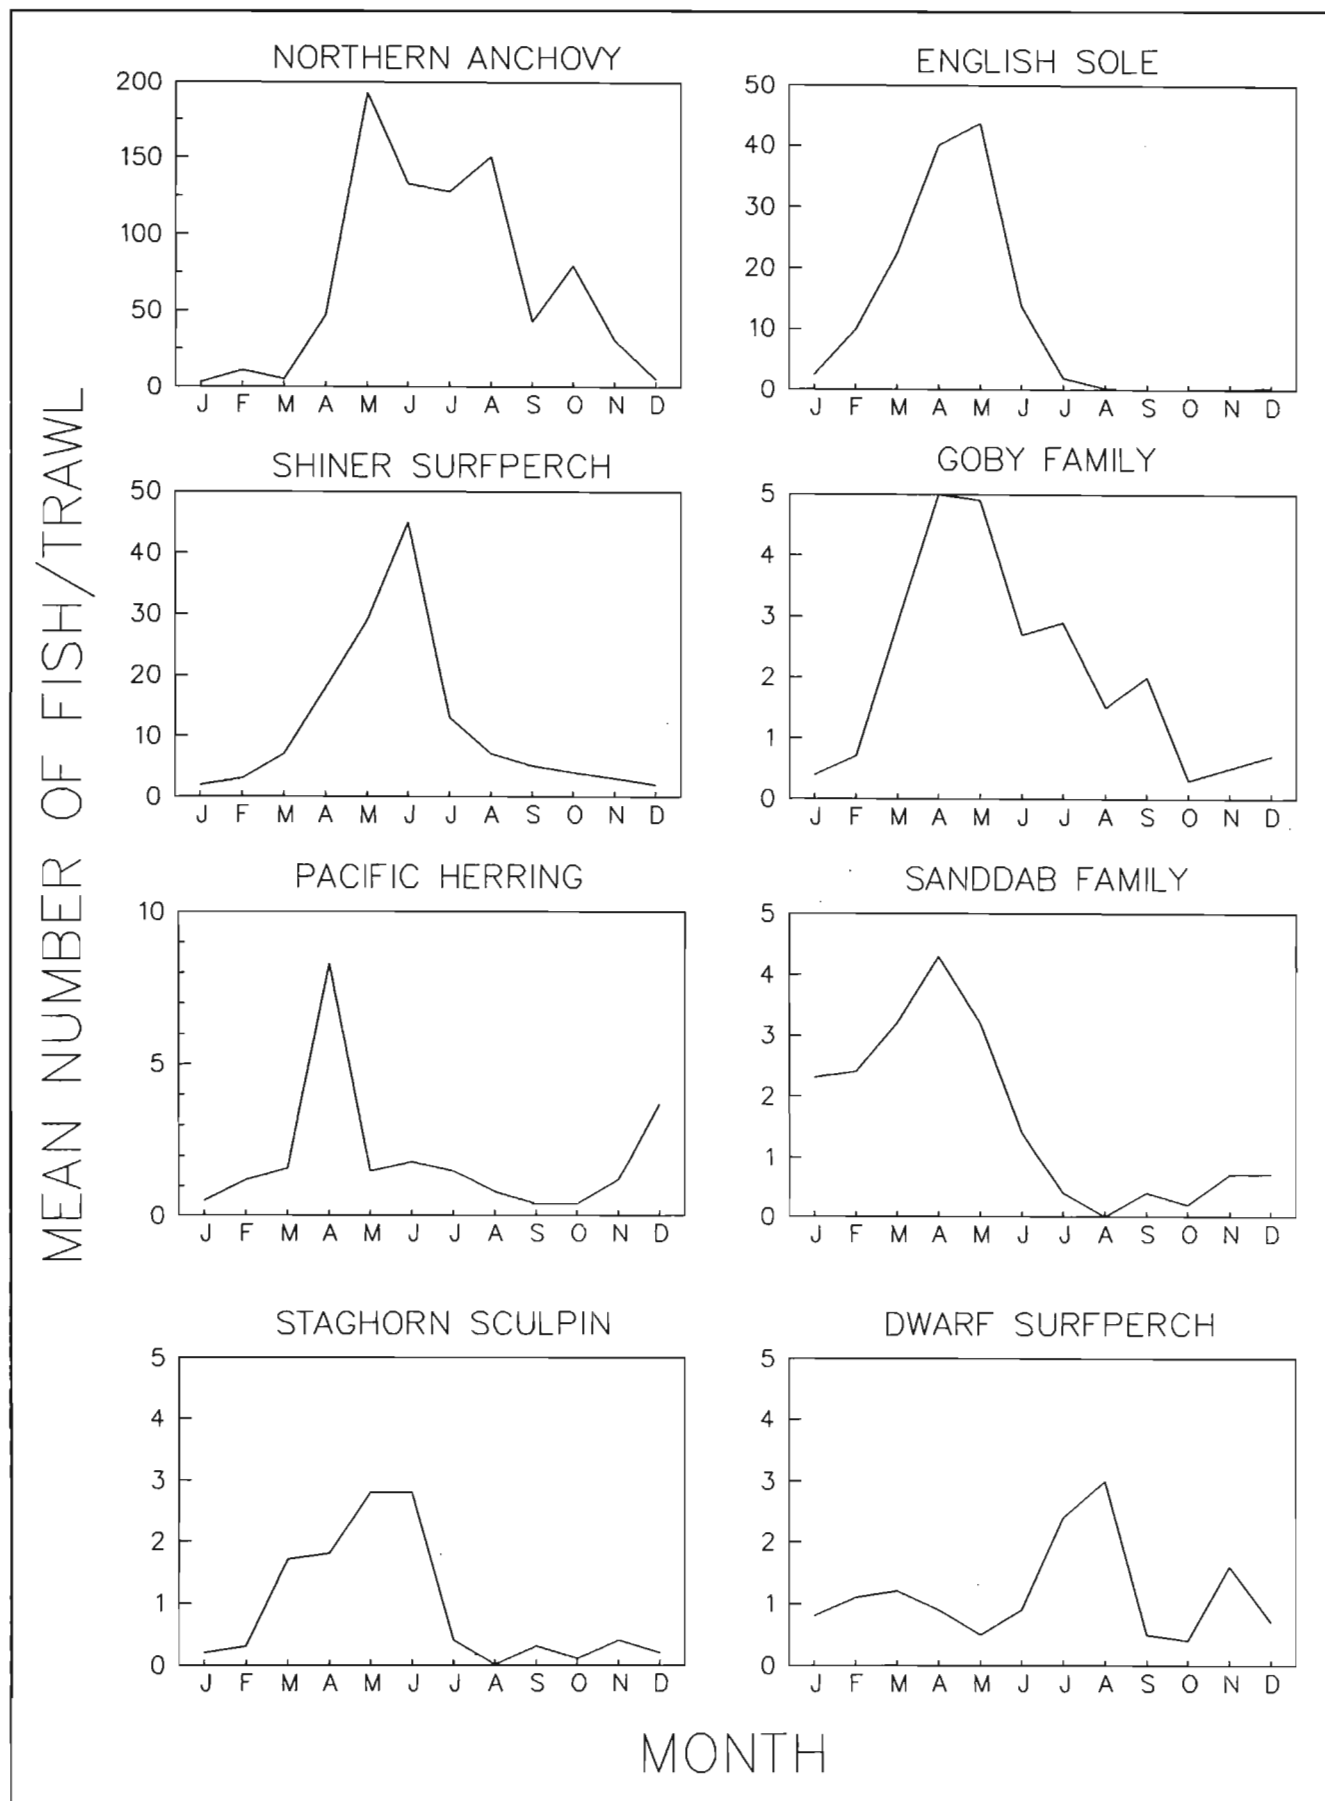 MEAN NUMBER OF FISH/TRAWL
NORTHERN ANCHOVY
200
150
100
50
0
J F M A M J J A S O N D
ENGLISH SOLE
50
40
30
20
10
0
J F M A M J J A S O N D
SHINER SURFPERCH
50
40
30
20
10
0
J F M A M J J A S O N D
GOBY FAMILY
5
4
3
2
1
0
J F M A M J J A S O N D
PACIFIC HERRING
10
5
0
J F M A M J J A S O N D
SANDDAB FAMILY
5
4
3
2
1
0
J F M A M J J A S O N D
STAGHORN SCULPIN
5
4
3
2
1
0
J F M A M J J A S O N D
DWARF SURFPERCH
5
4
3
2
1
0
J F M A M J J A S O N D
MONTH